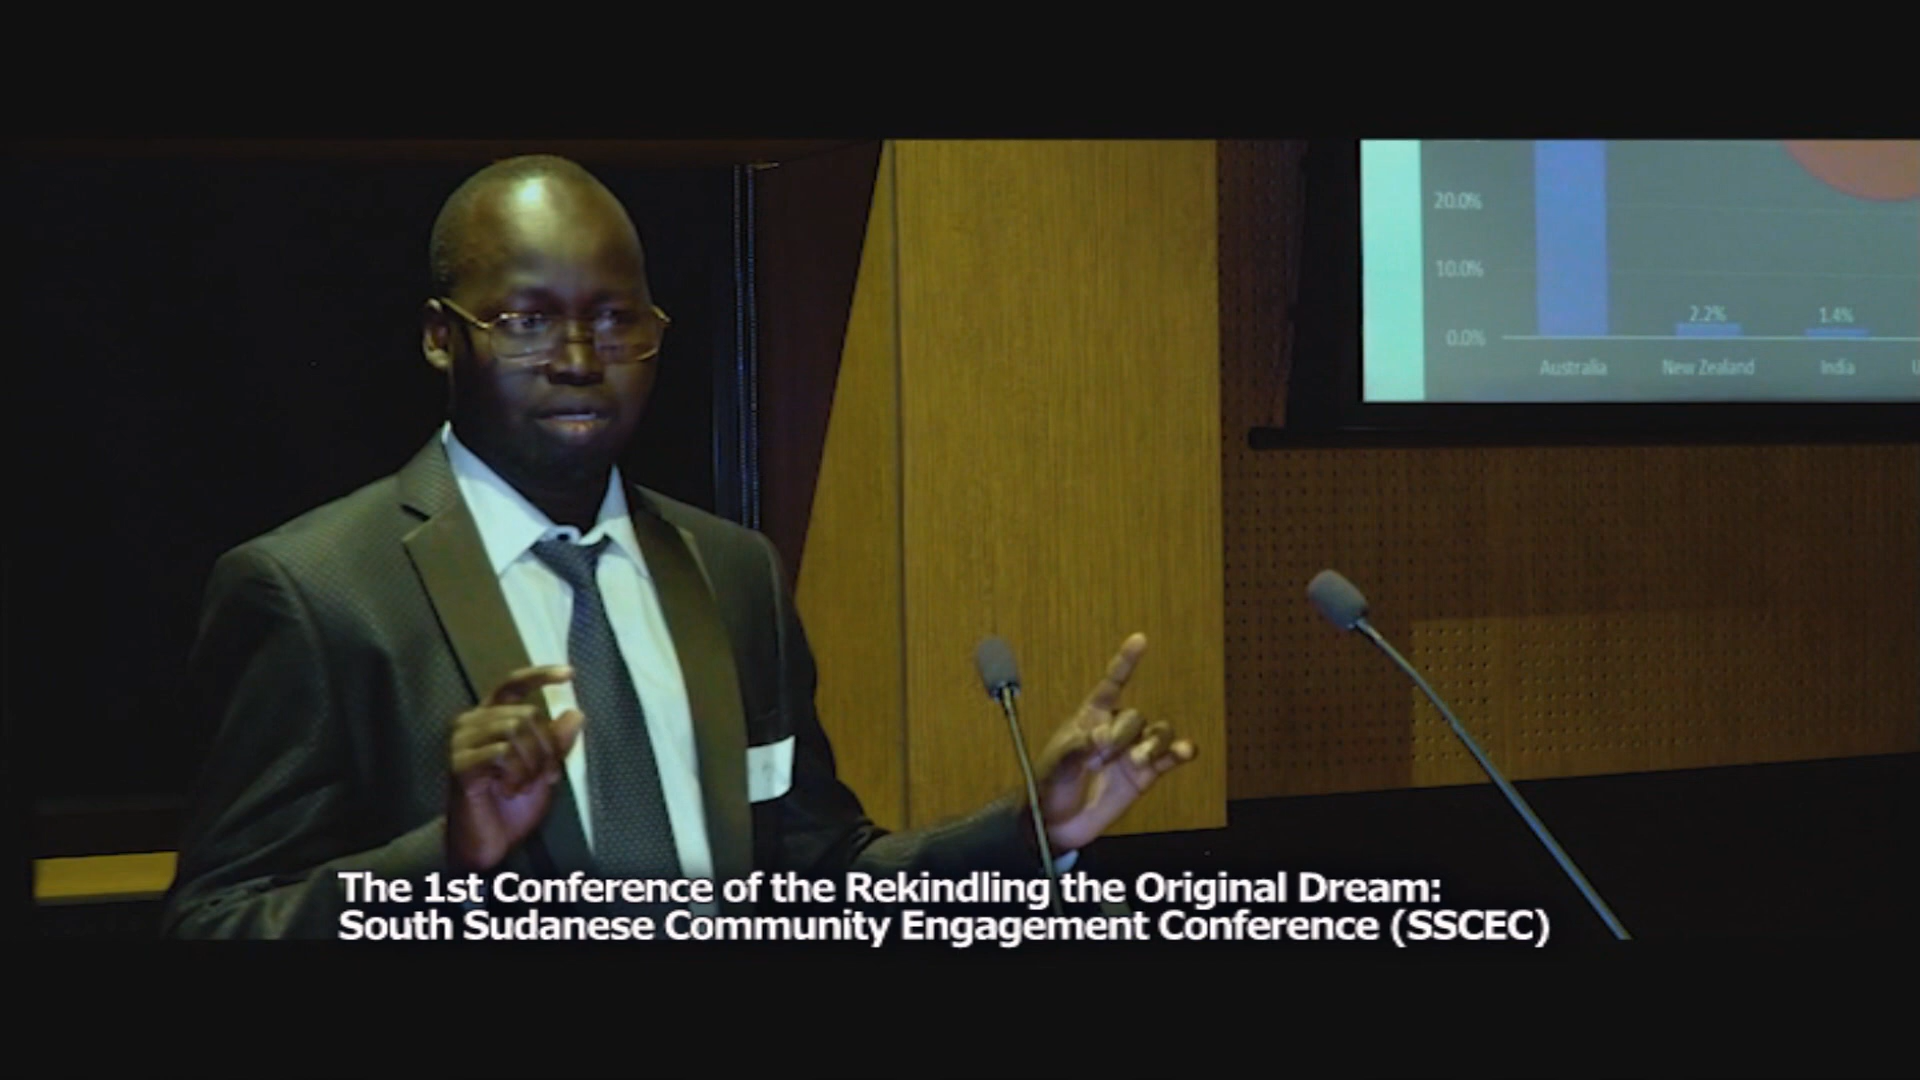 20.0%
10.0%
2.2%
1.4%
0.0%
Australia
New Zealand
India
The 1st Conference of the Rekindling the Original Dream:
South Sudanese Community Engagement Conference (SSCEC)